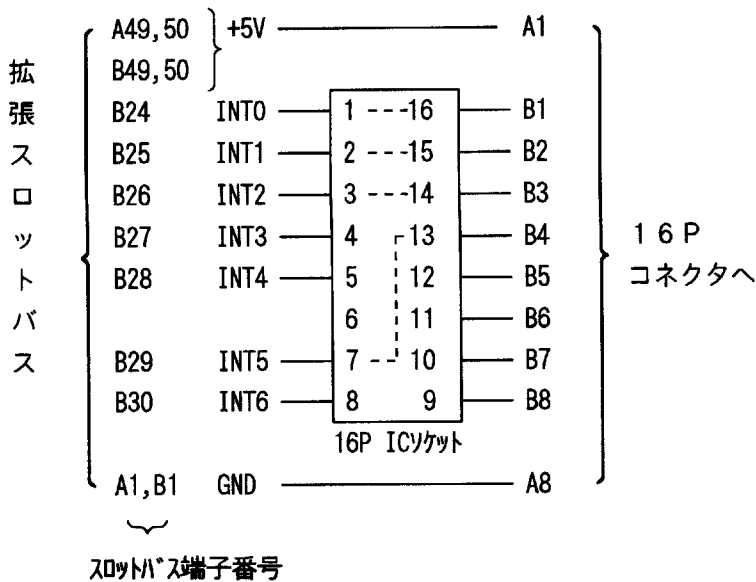 拡張スロットバス
A49,50 +5V A1
B49,50
B24 INT0 1 16 B1
B25 INT1 2 15 B2
B26 INT2 3 14 B3
B27 INT3 4 13 B4
B28 INT4 5 12 B5
6 11 B6
B29 INT5 7 10 B7
B30 INT6 8 9 B8
16P
コネクタへ
16P ICソケット
A1,B1 GND A8
スロットバス端子番号